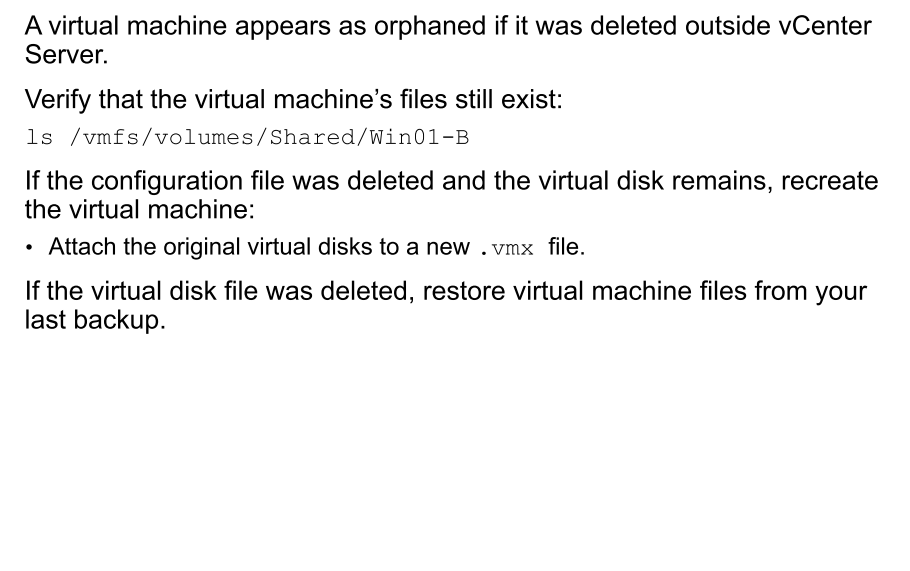 A virtual machine appears as orphaned if it was deleted outside vCenter
Server.
Verify that the virtual machine’s files still exist:
ls /vmfs/volumes/Shared/Win01-B
If the configuration file was deleted and the virtual disk remains, recreate
the virtual machine:
• Attach the original virtual disks to a new .vmx file.
If the virtual disk file was deleted, restore virtual machine files from your
last backup.